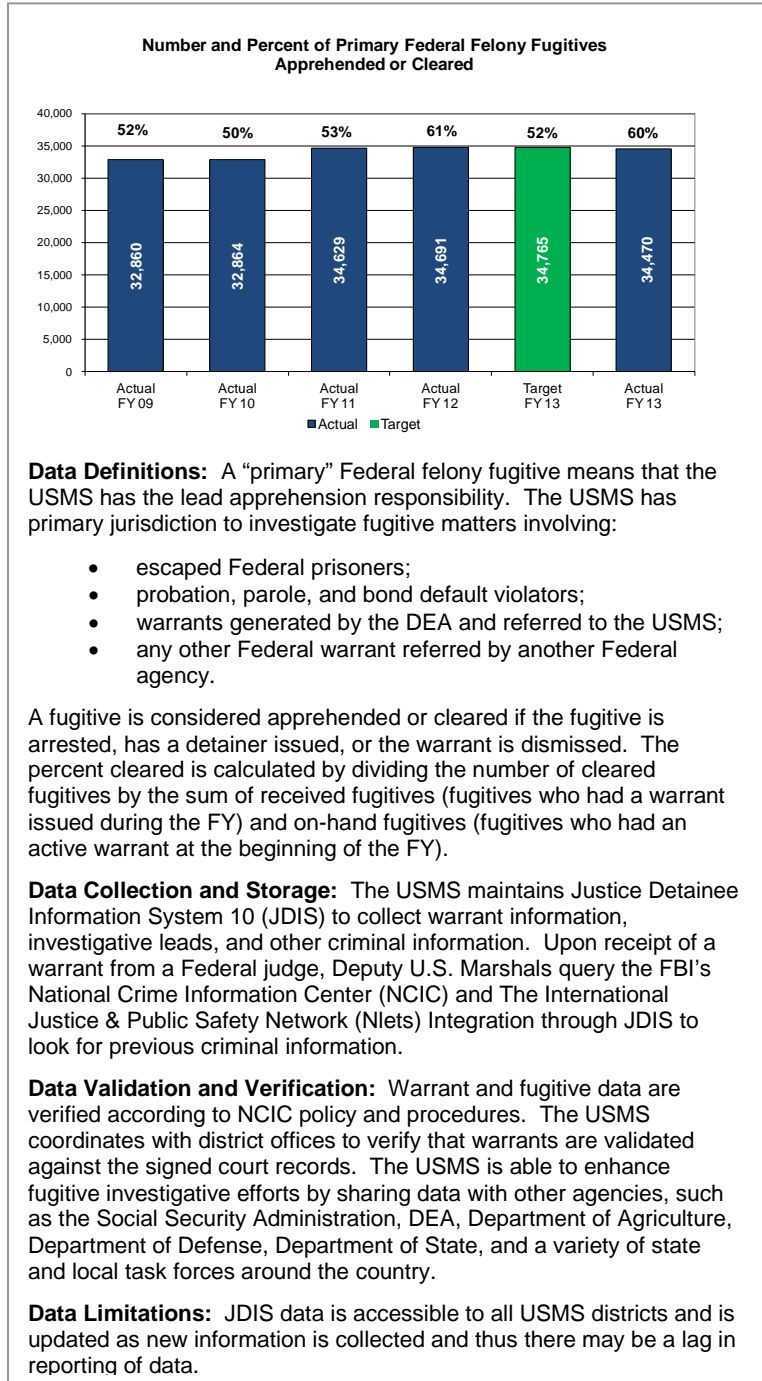 Number and Percent of Primary Federal Felony Fugitives
Apprehended or Cleared
40,000
35,000
30,000
25,000
20,000
15,000
10,000
5,000
0
52%
50%
53%
61%
52%
60%
32,860
32,864
34,629
34,691
34,765
34,470
Actual
FY 09
Actual
FY 10
Actual
FY 11
Actual
FY 12
Target
FY 13
Actual
FY 13
Actual Target
Data Definitions: A “primary” Federal felony fugitive means that the
USMS has the lead apprehension responsibility. The USMS has
primary jurisdiction to investigate fugitive matters involving:
• escaped Federal prisoners;
• probation, parole, and bond default violators;
• warrants generated by the DEA and referred to the USMS;
• any other Federal warrant referred by another Federal
agency.
A fugitive is considered apprehended or cleared if the fugitive is
arrested, has a detainer issued, or the warrant is dismissed. The
percent cleared is calculated by dividing the number of cleared
fugitives by the sum of received fugitives (fugitives who had a warrant
issued during the FY) and on-hand fugitives (fugitives who had an
active warrant at the beginning of the FY).
Data Collection and Storage: The USMS maintains Justice Detainee
Information System 10 (JDIS) to collect warrant information,
investigative leads, and other criminal information. Upon receipt of a
warrant from a Federal judge, Deputy U.S. Marshals query the FBI’s
National Crime Information Center (NCIC) and The International
Justice & Public Safety Network (Nlets) Integration through JDIS to
look for previous criminal information.
Data Validation and Verification: Warrant and fugitive data are
verified according to NCIC policy and procedures. The USMS
coordinates with district offices to verify that warrants are validated
against the signed court records. The USMS is able to enhance
fugitive investigative efforts by sharing data with other agencies, such
as the Social Security Administration, DEA, Department of Agriculture,
Department of Defense, Department of State, and a variety of state
and local task forces around the country.
Data Limitations: JDIS data is accessible to all USMS districts and is
updated as new information is collected and thus there may be a lag in
reporting of data.